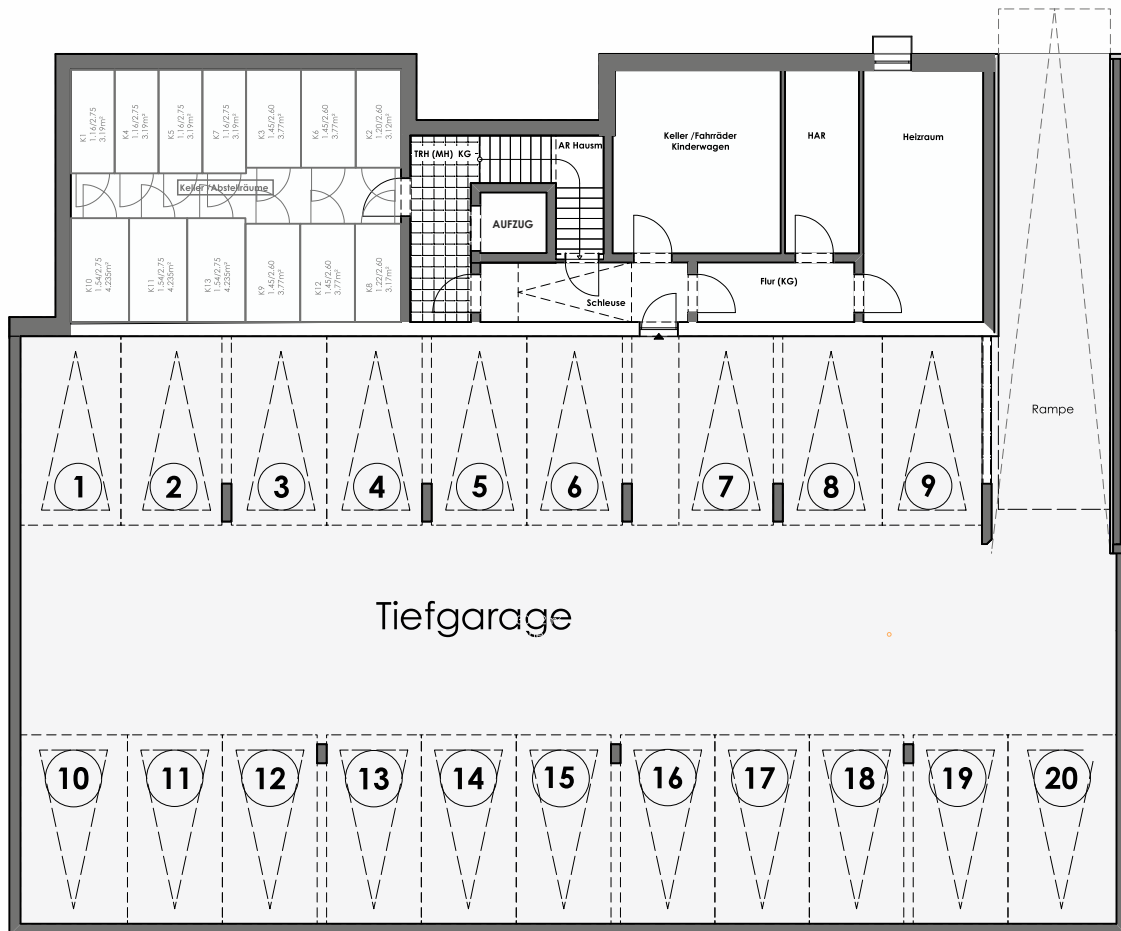 K1
1.16/2.75
3.19m²
K4
1.16/2.75
3.19m²
K5
1.16/2.75
3.19m²
K7
1.16/2.75
3.19m²
K3
1.45/2.60
3.77m²
K6
1.45/2.60
3.77m²
K2
1.20/2.60
3.12m²
Keller /Abstellräume
K10
1.54/2.75
4.235m²
K11
1.54/2.75
4.235m²
K13
1.54/2.75
4.235m²
K9
1.45/2.60
3.77m²
K12
1.45/2.60
3.77m²
K8
1.22/2.60
3.17m²
TRH (MH) KG
AR Hausm
AUFZUG
Schleuse
Keller /Fahrräder
Kinderwagen
HAR
Heizraum
Flur (KG)
Rampe
1
2
3
4
5
6
7
8
9
Tiefgarage
10
11
12
13
14
15
16
17
18
19
20